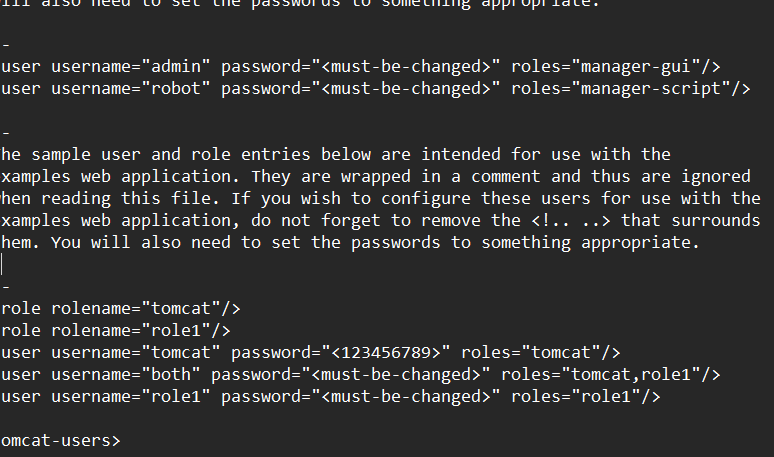 ill also need to set the passwords to something appropriate.
-
user username="admin" password="<must-be-changed>" roles="manager-gui"/>
user username="robot" password="<must-be-changed>" roles="manager-script"/>
-
he sample user and role entries below are intended for use with the
xamples web application. They are wrapped in a comment and thus are ignored
hen reading this file. If you wish to configure these users for use with the
xamples web application, do not forget to remove the <!.. ..> that surrounds
hem. You will also need to set the passwords to something appropriate.
-
role rolename="tomcat"/>
role rolename="role1"/>
user username="tomcat" password="<123456789>" roles="tomcat"/>
user username="both" password="<must-be-changed>" roles="tomcat,role1"/>
user username="role1" password="<must-be-changed>" roles="role1"/>
omcat-users>